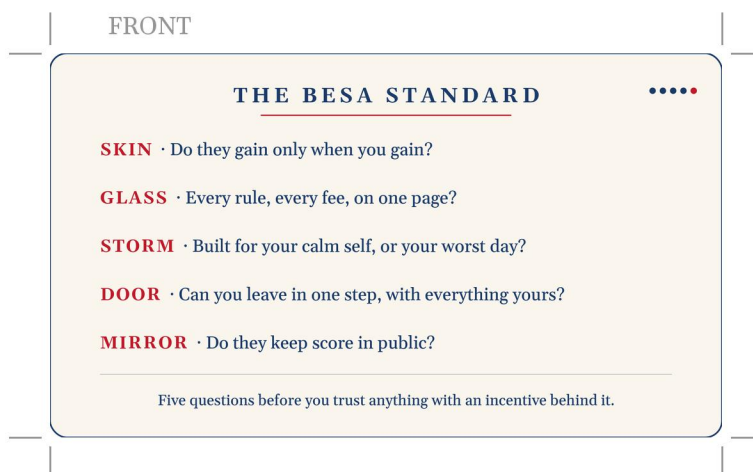 FRONT
THE BESA STANDARD
SKIN · Do they gain only when you gain?
GLASS · Every rule, every fee, on one page?
STORM · Built for your calm self, or your worst day?
DOOR · Can you leave in one step, with everything yours?
MIRROR · Do they keep score in public?
Five questions before you trust anything with an incentive behind it.